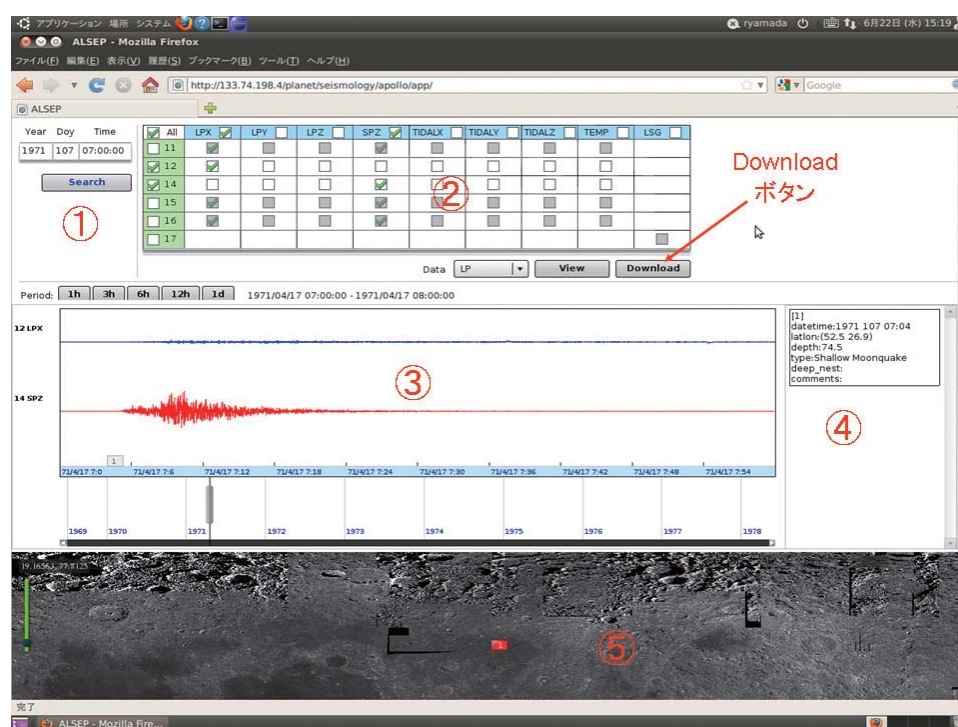 アプリケーション 場所 システム ryamada 6月22日 (水) 15:19
ALSEP - Mozilla Firefox
ファイル(F) 編集(E) 表示(V) 履歴(S) ブックマーク(B) ツール(T) ヘルプ(H)
http://133.74.198.4/planet/seismology/apollo/app/ Google
ALSEP
Year Doy Time
1971 107 07:00:00
Search
①
All LPX LPY LPZ SPZ TIDALX TIDALY TIDALZ TEMP LSG
11
12
14
15
16
17
②
Download
ボタン
Data LP View Download
Period: 1h 3h 6h 12h 1d 1971/04/17 07:00:00 - 1971/04/17 08:00:00
12 LPX
14 SPZ
③
1
71/4/17 7:0 71/4/17 7:6 71/4/17 7:12 71/4/17 7:18 71/4/17 7:24 71/4/17 7:30 71/4/17 7:36 71/4/17 7:42 71/4/17 7:48 71/4/17 7:54
1969 1970 1971 1972 1973 1974 1975 1976 1977 1978
[1]
datetime:1971 107 07:04
latlon:(52.5 26.9)
depth:74.5
type:Shallow Moonquake
deep_nest:
comments:
④
19.16563, 77.8125
1
⑤
完了
ALSEP - Mozilla Fire...